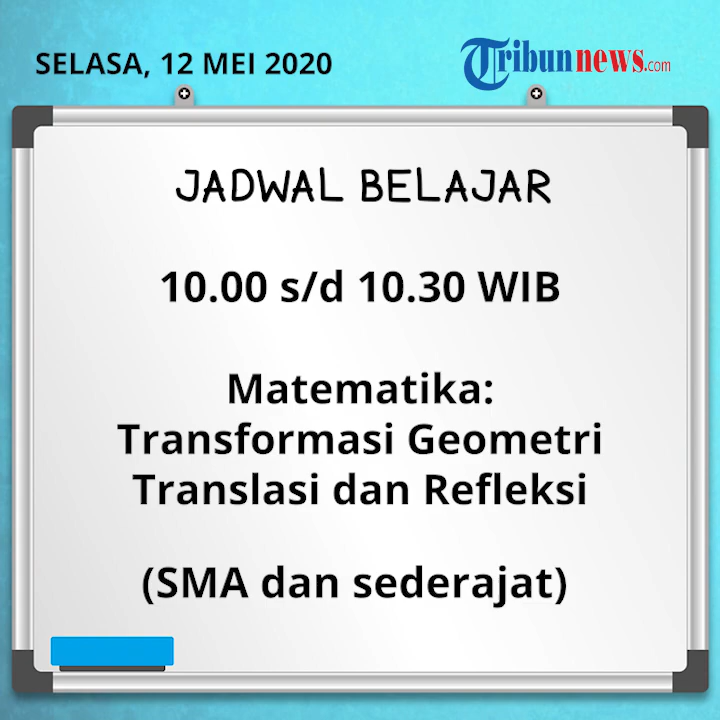 SELASA, 12 MEI 2020
Tribunnews.com
JADWAL BELAJAR
10.00 s/d 10.30 WIB
Matematika:
Transformasi Geometri
Translasi dan Refleksi
(SMA dan sederajat)